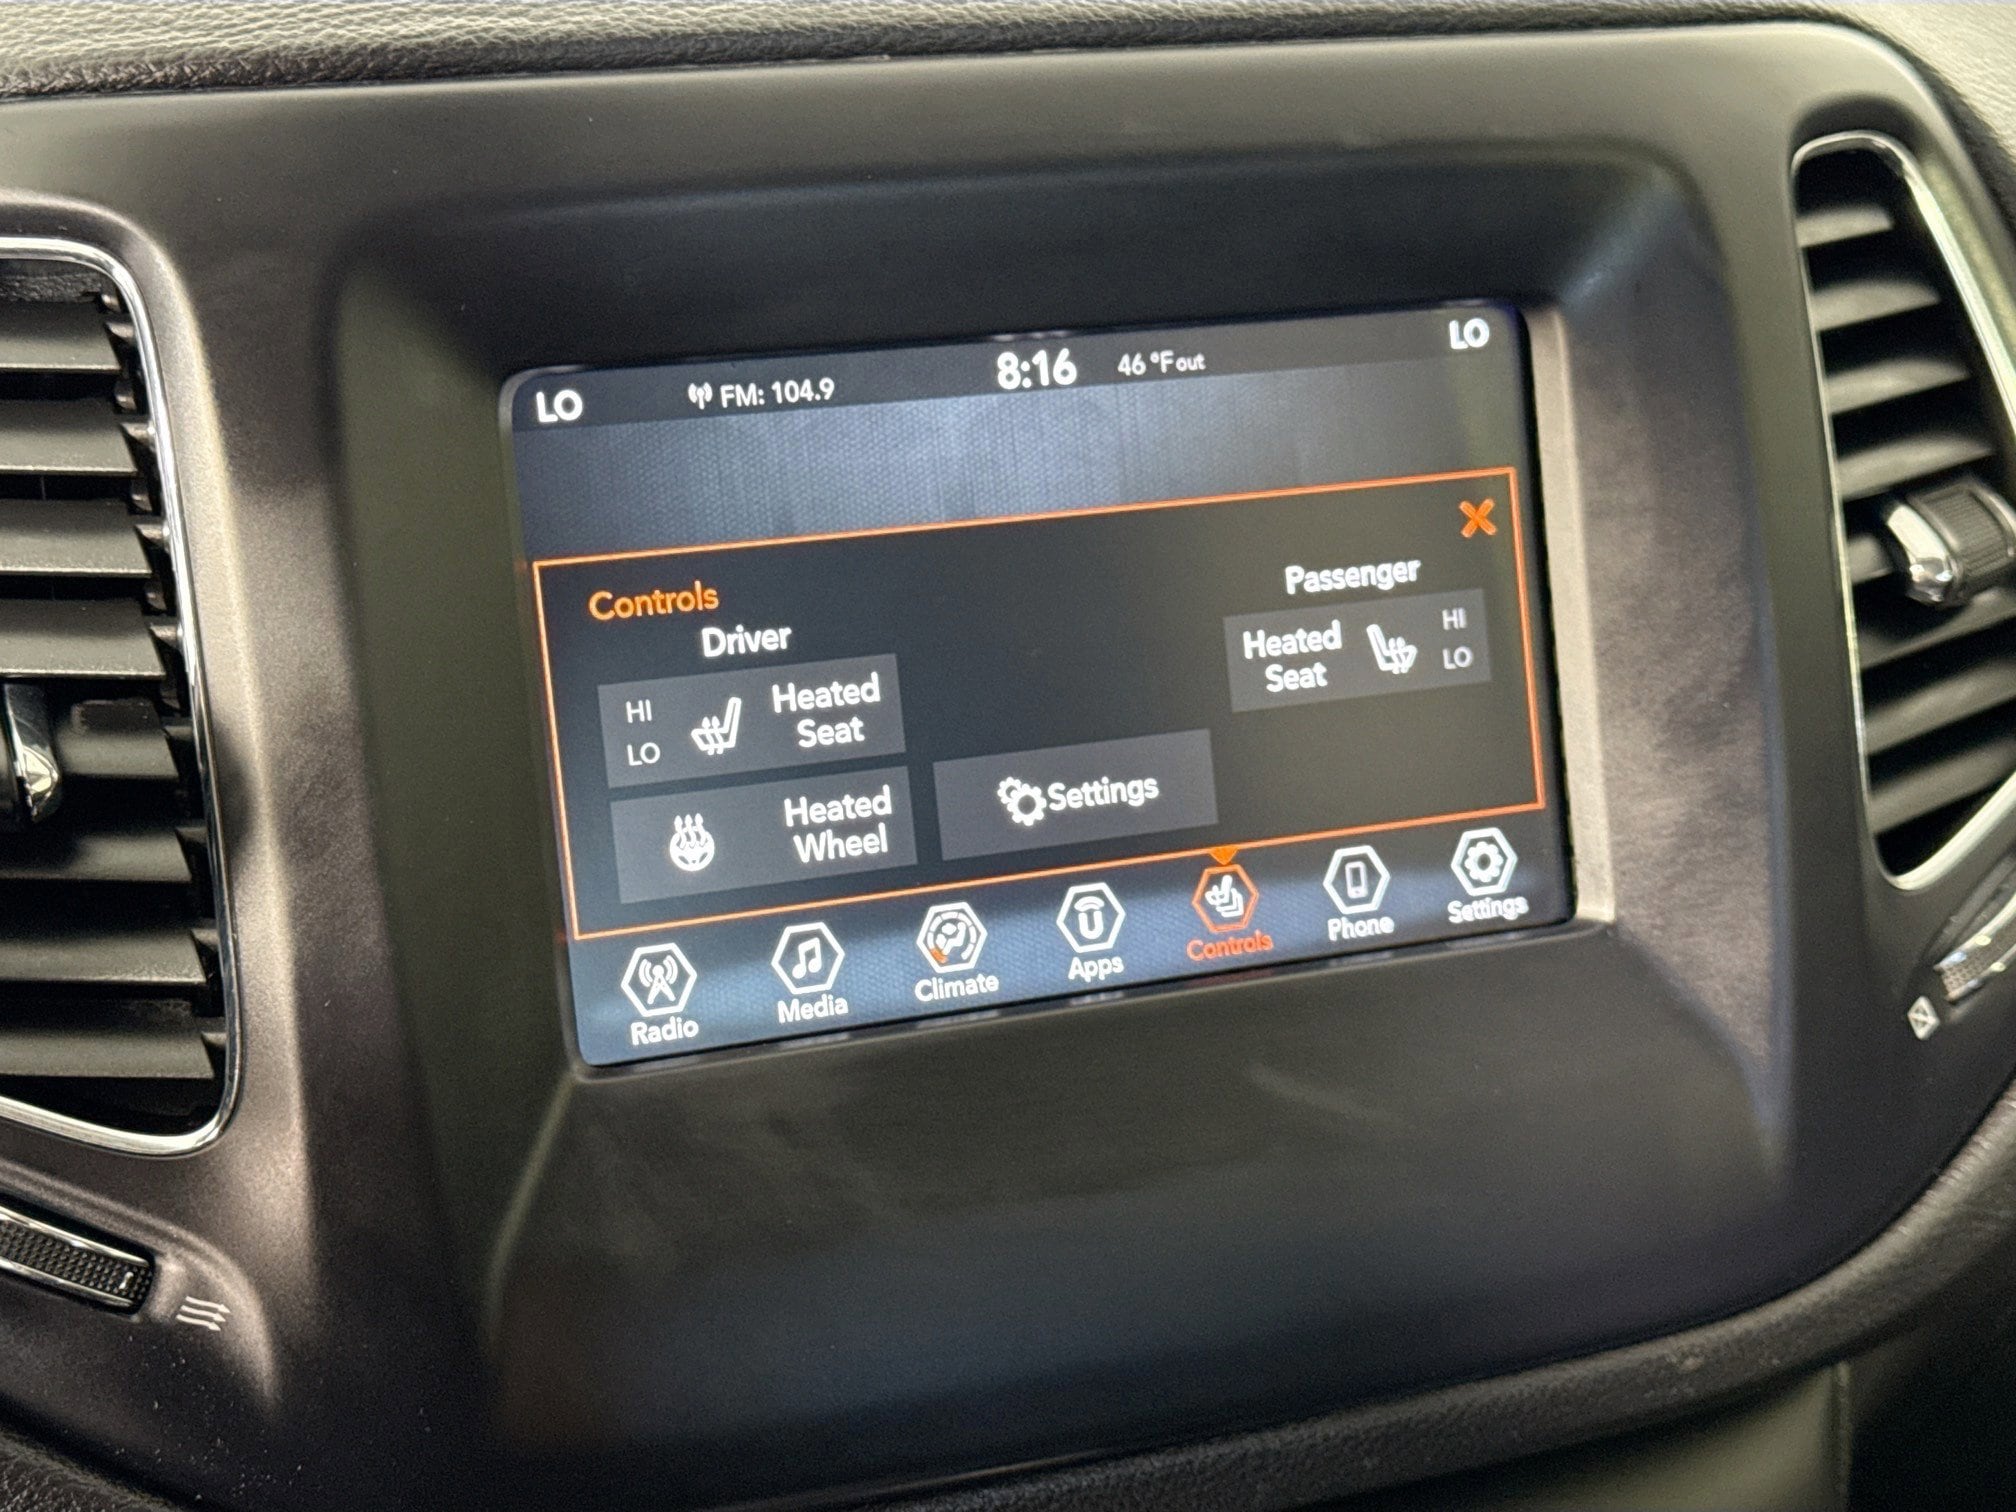 LO FM: 104.9 8:16 46 °F out LO
Controls
Driver
HI
LO
Heated
Seat
Heated
Wheel
Settings
Passenger
Heated
Seat
HI
LO
Radio Media Climate Apps Controls Phone Settings